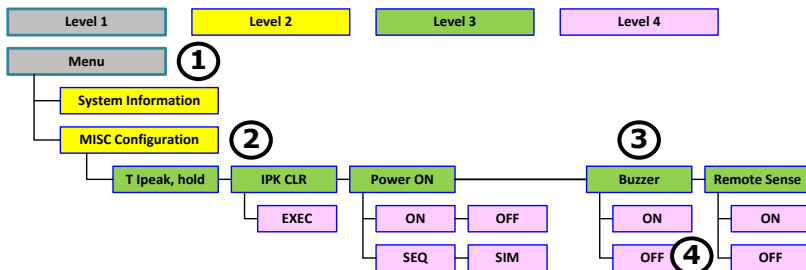 Level 1 Level 2 Level 3 Level 4
Menu 1
System Information
MISC Configuration 2 3
T Ipeak, hold IPK CLR Power ON Buzzer Remote Sense
EXEC ON OFF ON ON
SEQ SIM OFF 4 OFF